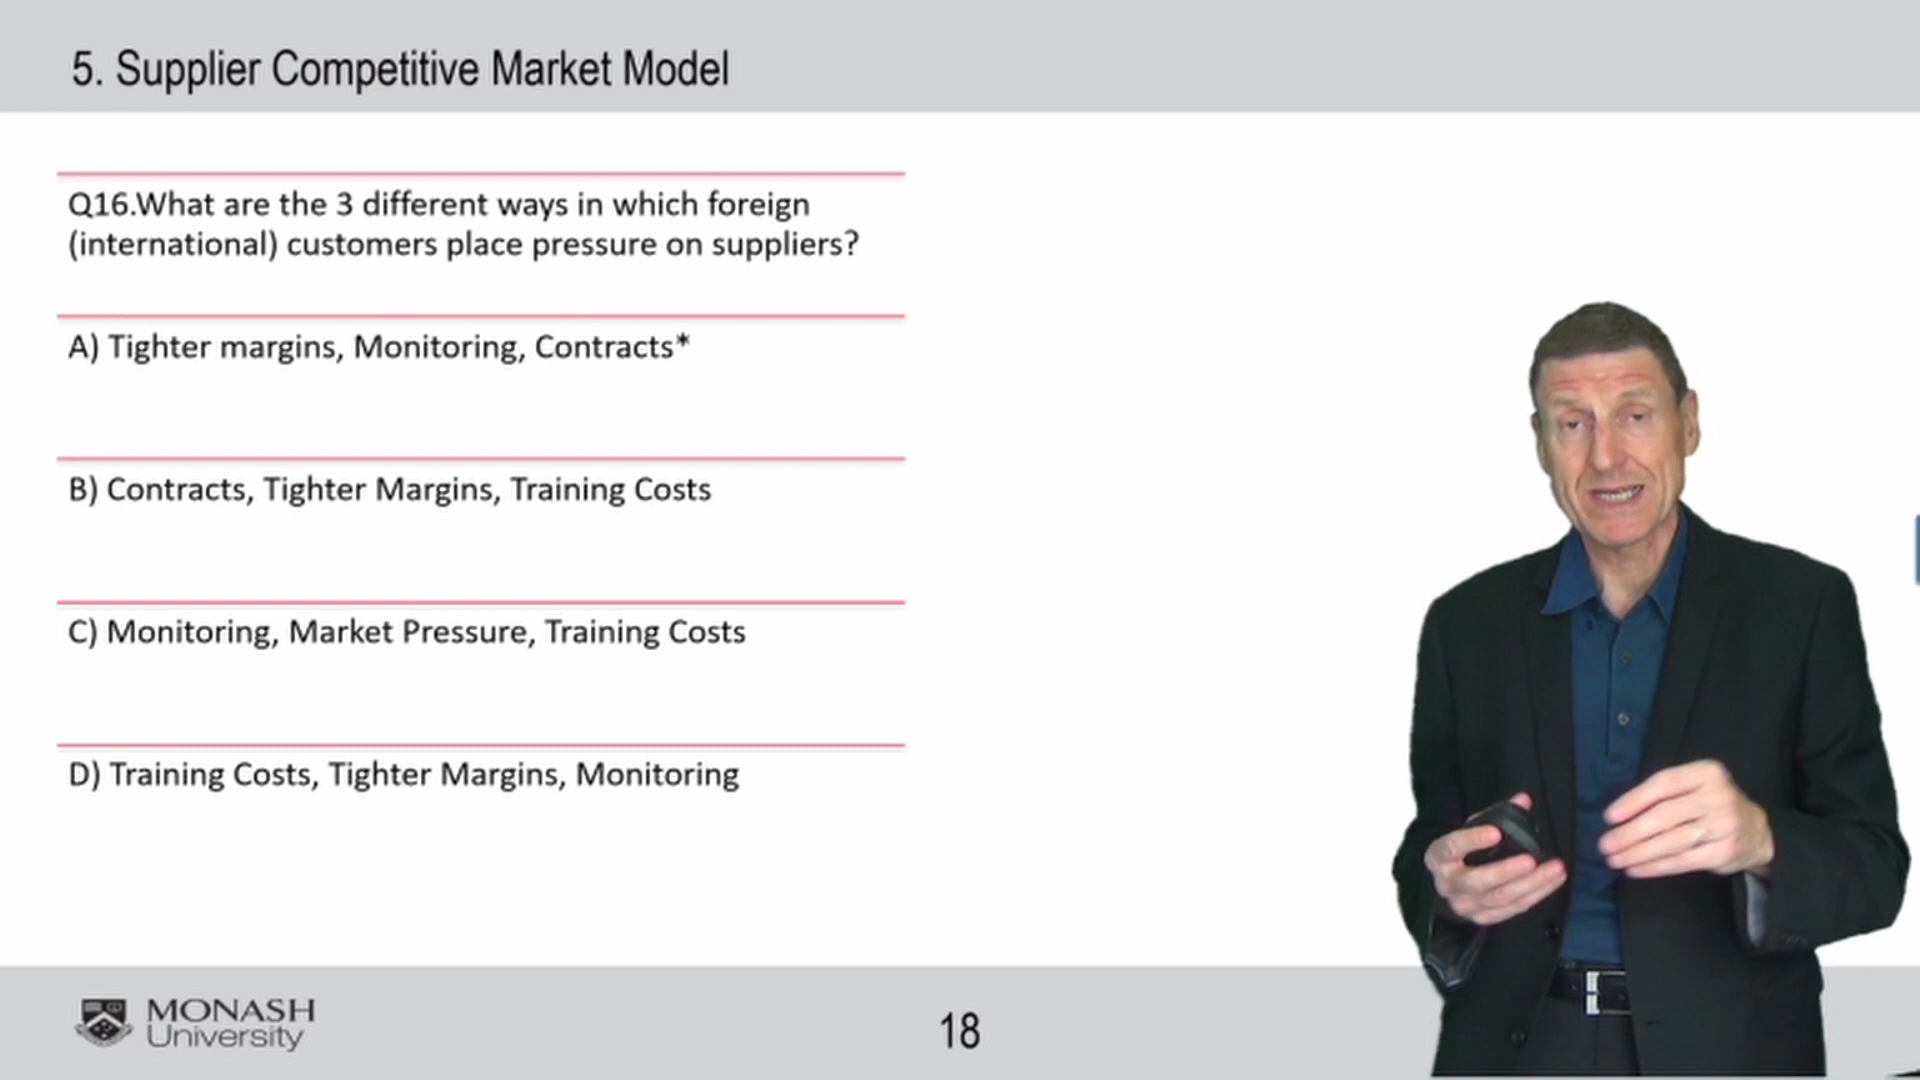 5. Supplier Competitive Market Model
Q16.What are the 3 different ways in which foreign
(international) customers place pressure on suppliers?
A) Tighter margins, Monitoring, Contracts*
B) Contracts, Tighter Margins, Training Costs
C) Monitoring, Market Pressure, Training Costs
D) Training Costs, Tighter Margins, Monitoring
MONASH
University
18